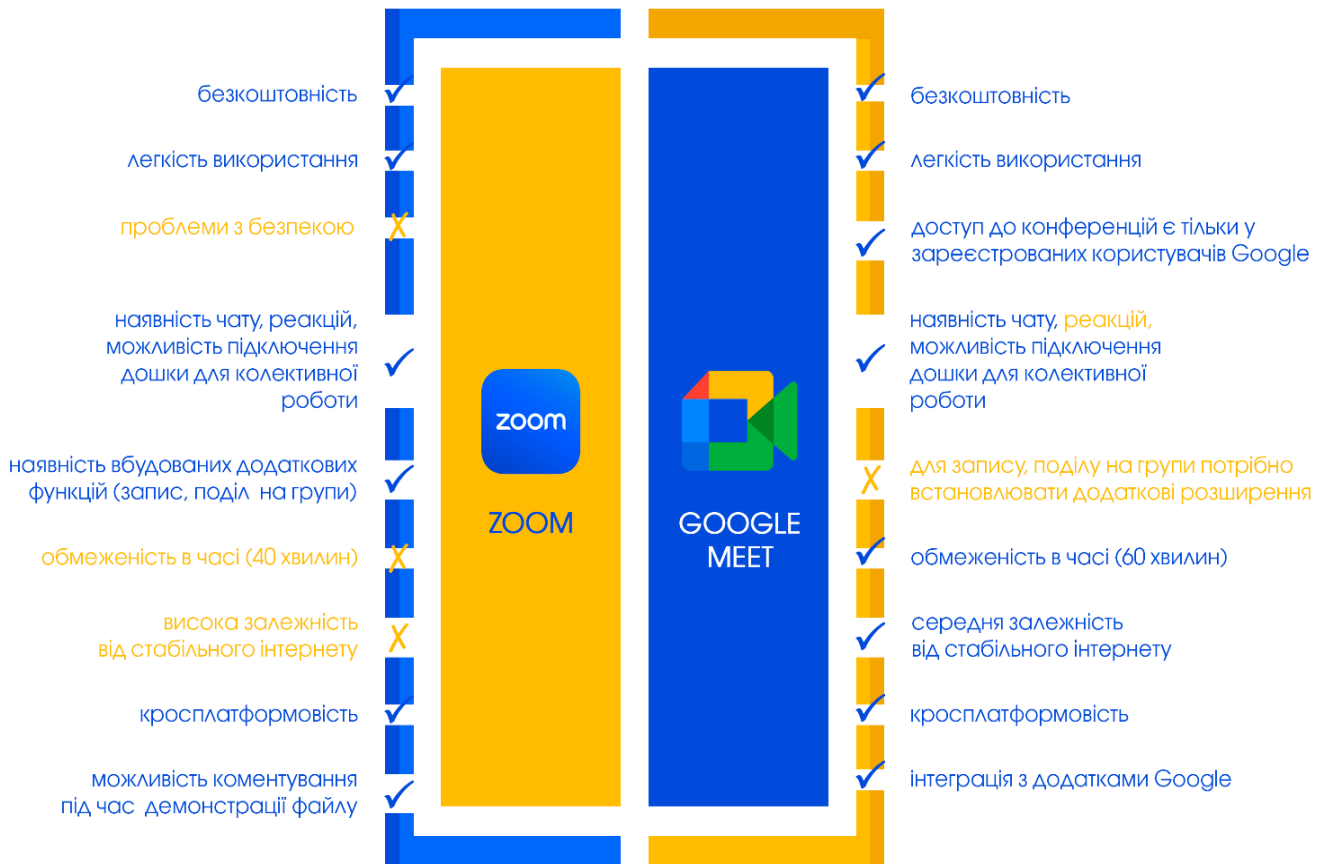 безкоштовність
легкість використання
проблеми з безпекою
наявність чату, реакцій,
можливість підключення
дошки для колективної
роботи
наявність вбудованих додаткових
функцій (запис, поділ на групи)
обмеженість в часі (40 хвилин)
висока залежність
від стабільного інтернету
кросплатформовість
можливість коментування
під час демонстрації файлу
zoom
ZOOM
GOOGLE
MEET
безкоштовність
легкість використання
доступ до конференцій є тільки у
зареєстрованих користувачів Google
наявність чату, реакцій,
можливість підключення
дошки для колективної
роботи
для запису, поділу на групи потрібно
встановлювати додаткові розширення
обмеженість в часі (60 хвилин)
середня залежність
від стабільного інтернету
кросплатформовість
інтеграція з додатками Google